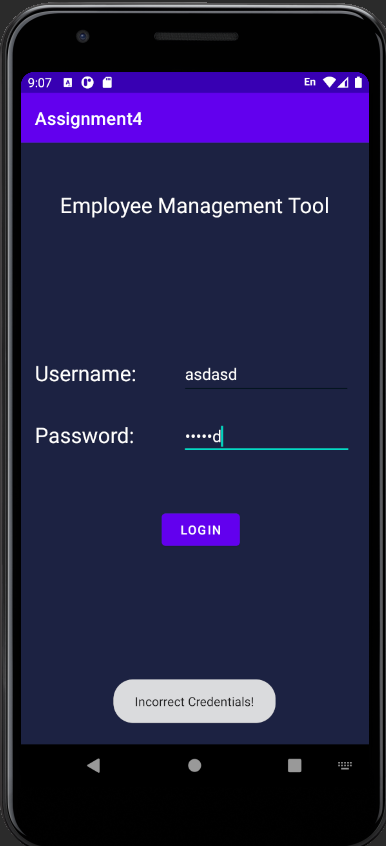 9:07 En
Assignment4
Employee Management Tool
Username: asdasd
Password: •••••d
LOGIN
Incorrect Credentials!